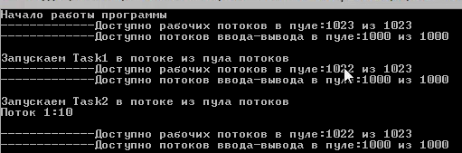 Начало работы программы
-------------Доступно рабочих потоков в пуле:1023 из 1023
-------------Доступно потоков ввода-вывода в пуле:1000 из 1000
Запускаем Task1 в потоке из пула потоков
-------------Доступно рабочих потоков в пуле:1022 из 1023
-------------Доступно потоков ввода-вывода в пуле:1000 из 1000
Запускаем Task2 в потоке из пула потоков
Поток 1:10
-------------Доступно рабочих потоков в пуле:1022 из 1023
-------------Доступно потоков ввода-вывода в пуле:1000 из 1000